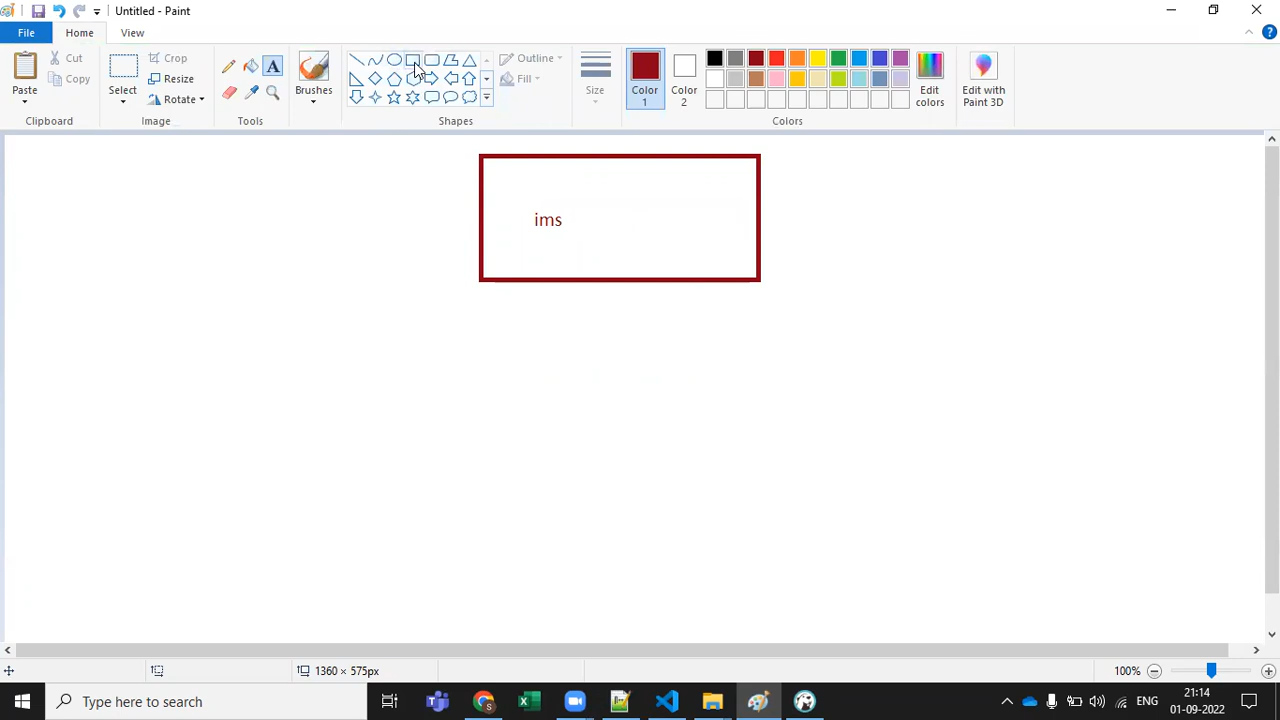 Untitled - Paint
File
Home
View
Paste
Cut
Copy
Clipboard
Select
Crop
Resize
Rotate
Image
A
Tools
Brushes
Shapes
Outline
Fill
Size
Color 1
Color 2
Edit colors
Colors
Edit with Paint 3D
ims
1360 × 575px
100%
Type here to search
ENG
21:14
01-09-2022